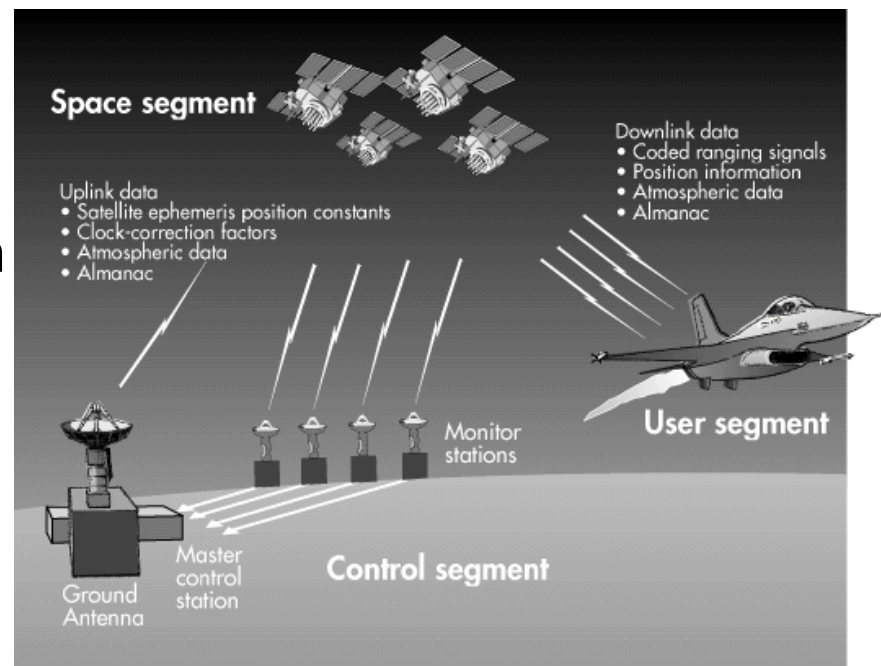 Space segment
Downlink data
• Coded ranging signals
• Position information
• Atmospheric data
• Almanac
Uplink data
• Satellite ephemeris position constants
• Clock-correction factors
• Atmospheric data
• Almanac
User segment
Monitor
stations
Master
control
station
Control segment
Ground
Antenna